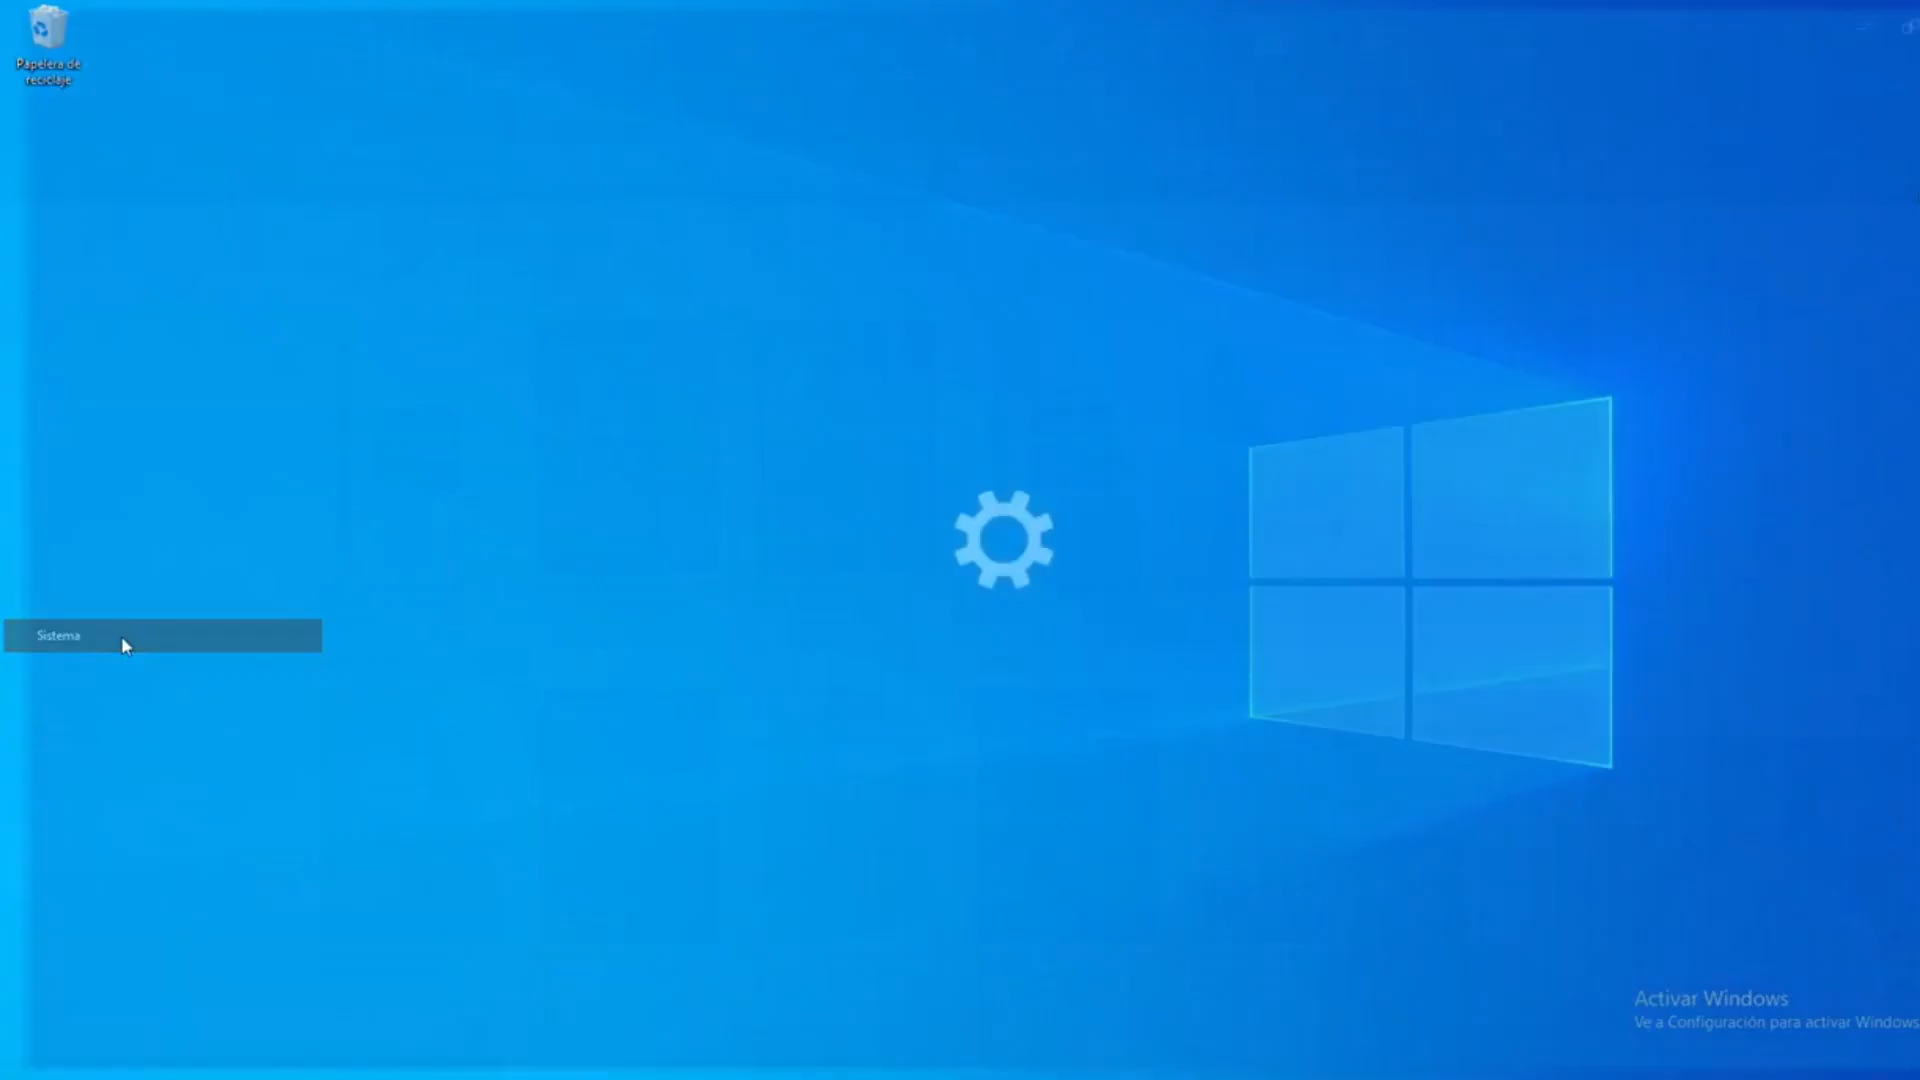 Papelera de
reciclaje
Sistema
Activar Windows
Ve a Configuración para activar Windows